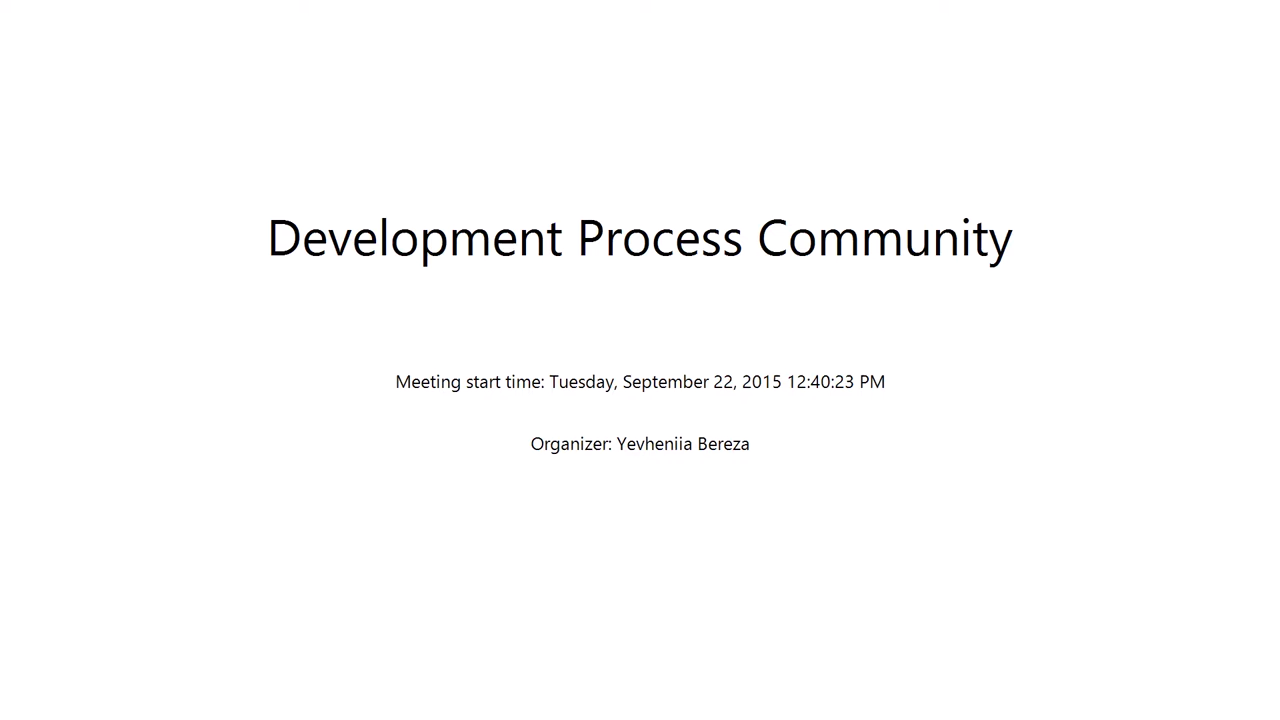 Development Process Community
Meeting start time: Tuesday, September 22, 2015 12:40:23 PM
Organizer: Yevheniia Bereza